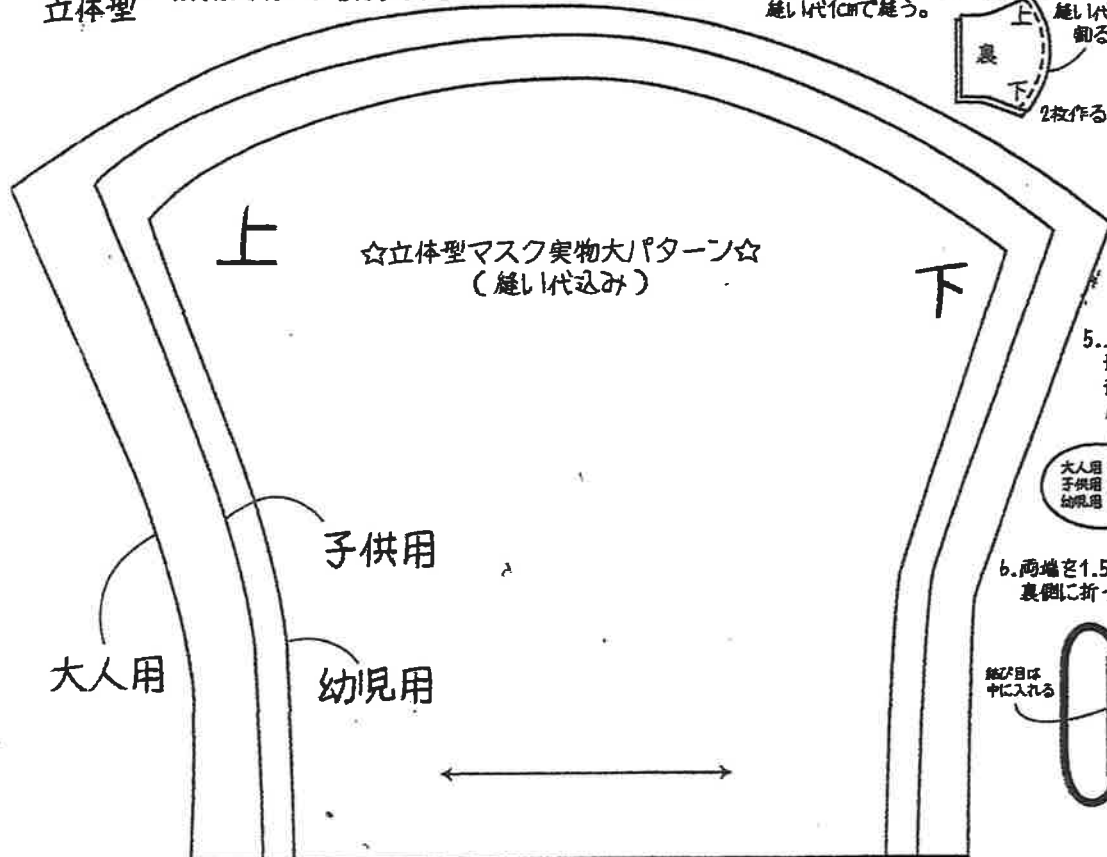 立体型
縫い代1cmで縫う。
上
裏
下
縫い代
2枚作る
上
☆立体型マスク実物大パターン☆
(縫い代込み)
下
5.
大人用
子供用
幼児用
子供用
6.両端を1.5
裏側に折
大人用
幼児用
結び目は
中に入れる